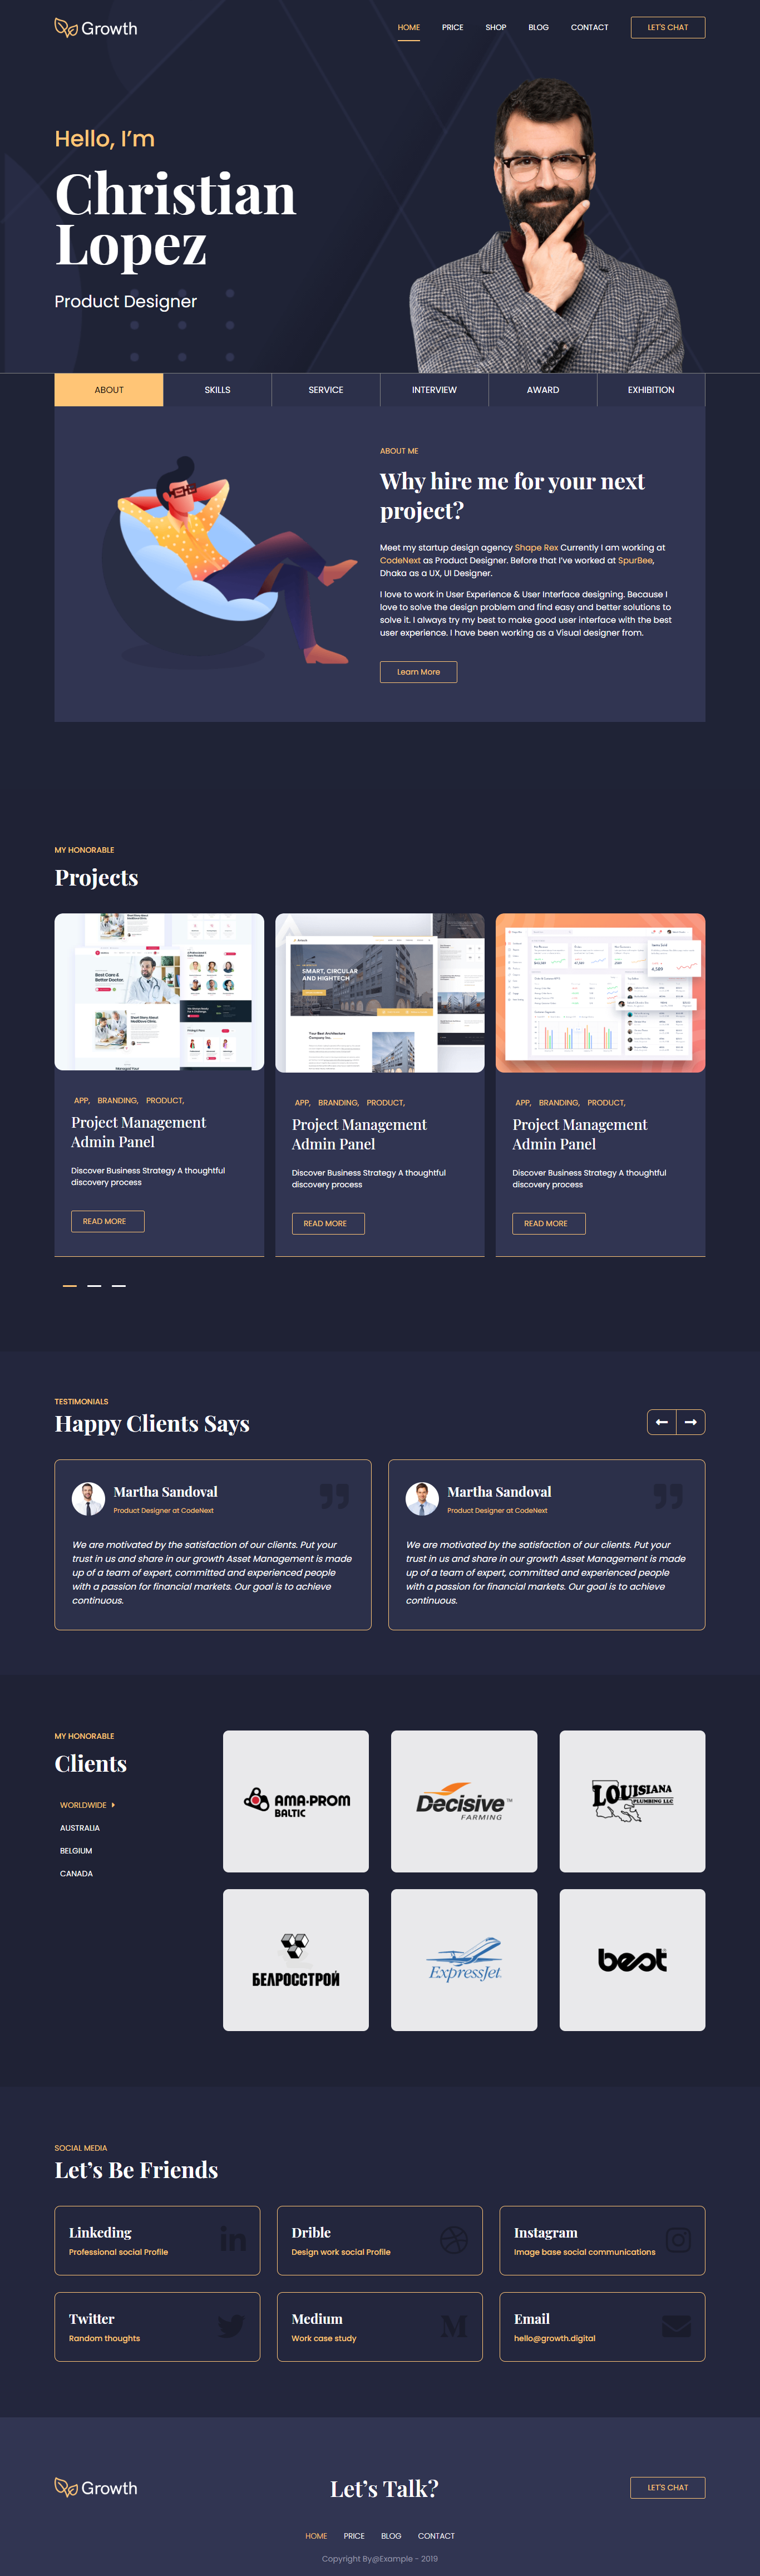 Growth
HOME PRICE SHOP BLOG CONTACT LET'S CHAT
Hello, I'm
Christian
Lopez
Product Designer
ABOUT SKILLS SERVICE INTERVIEW AWARD EXHIBITION
ABOUT ME
Why hire me for your next
project?
Meet my startup design agency Shape Rex Currently I am working at
CodeNext as Product Designer. Before that I've worked at SpurBee,
Dhaka as a UX, UI Designer.
I love to work in User Experience & User Interface designing. Because I
love to solve the design problem and find easy and better solutions to
solve it. I always try my best to make good user interface with the best
user experience. I have been working as a Visual designer from.
Learn More
MY HONORABLE
Projects
SMART, CIRCULAR
AND HIGHTECH
APP, BRANDING, PRODUCT,
Project Management
Admin Panel
Discover Business Strategy A thoughtful
discovery process
READ MORE
APP, BRANDING, PRODUCT,
Project Management
Admin Panel
Discover Business Strategy A thoughtful
discovery process
READ MORE
APP, BRANDING, PRODUCT,
Project Management
Admin Panel
Discover Business Strategy A thoughtful
discovery process
READ MORE
TESTIMONIALS
Happy Clients Says
Martha Sandoval
Product Designer at CodeNext
We are motivated by the satisfaction of our clients. Put your
trust in us and share in our growth Asset Management is made
up of a team of expert, committed and experienced people
with a passion for financial markets. Our goal is to achieve
continuous.
Martha Sandoval
Product Designer at CodeNext
We are motivated by the satisfaction of our clients. Put your
trust in us and share in our growth Asset Management is made
up of a team of expert, committed and experienced people
with a passion for financial markets. Our goal is to achieve
continuous.
MY HONORABLE
Clients
WORLDWIDE
AUSTRALIA
BELGIUM
CANADA
AMA-PROM
BALTIC
Decisive TM
FARMING
LOUISIANA
PLUMBING LLC
БЕЛРОССТРОЙ
ExpressJet
best®
SOCIAL MEDIA
Let's Be Friends
Linkeding
Professional social Profile
Drible
Design work social Profile
Instagram
Image base social communications
Twitter
Random thoughts
Medium
Work case study
Email
hello@growth.digital
Growth
Let's Talk?
LET'S CHAT
HOME PRICE BLOG CONTACT
Copyright By@Example - 2019